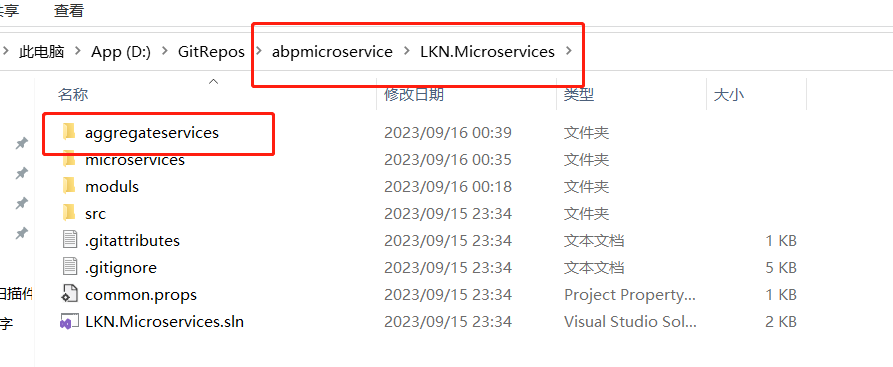 共享 查看
此电脑 > App (D:) > GitRepos > abpmicroservice > LKN.Microservices >
名称 修改日期 类型 大小
aggregateservices 2023/09/16 00:39 文件夹
microservices 2023/09/16 00:35 文件夹
moduls 2023/09/16 00:18 文件夹
src 2023/09/15 23:34 文件夹
.gitattributes 2023/09/15 23:34 文本文档 1 KB
.gitignore 2023/09/15 23:34 文本文档 5 KB
扫描件
common.props 2023/09/15 23:34 Project Property... 1 KB
字
LKN.Microservices.sln 2023/09/15 23:34 Visual Studio Sol... 2 KB